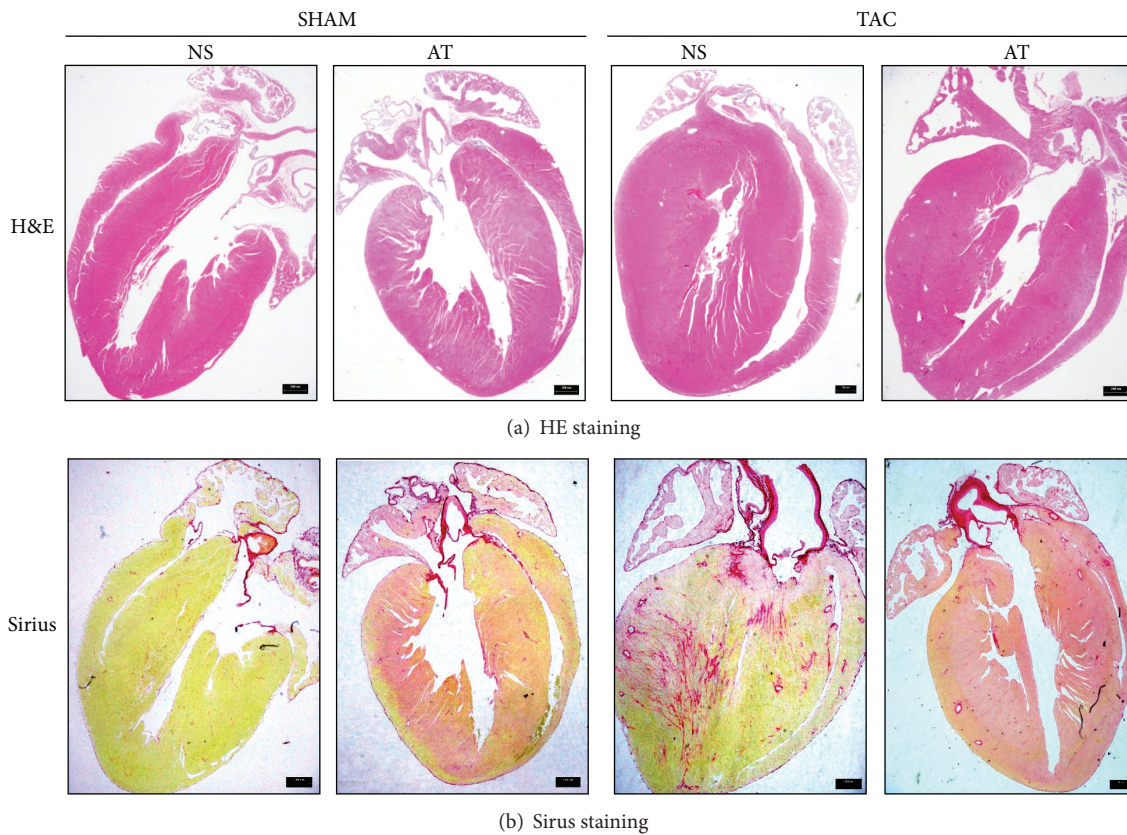 SHAM TAC
NS AT NS AT
H&E
(a) HE staining
Sirius
(b) Sirus staining